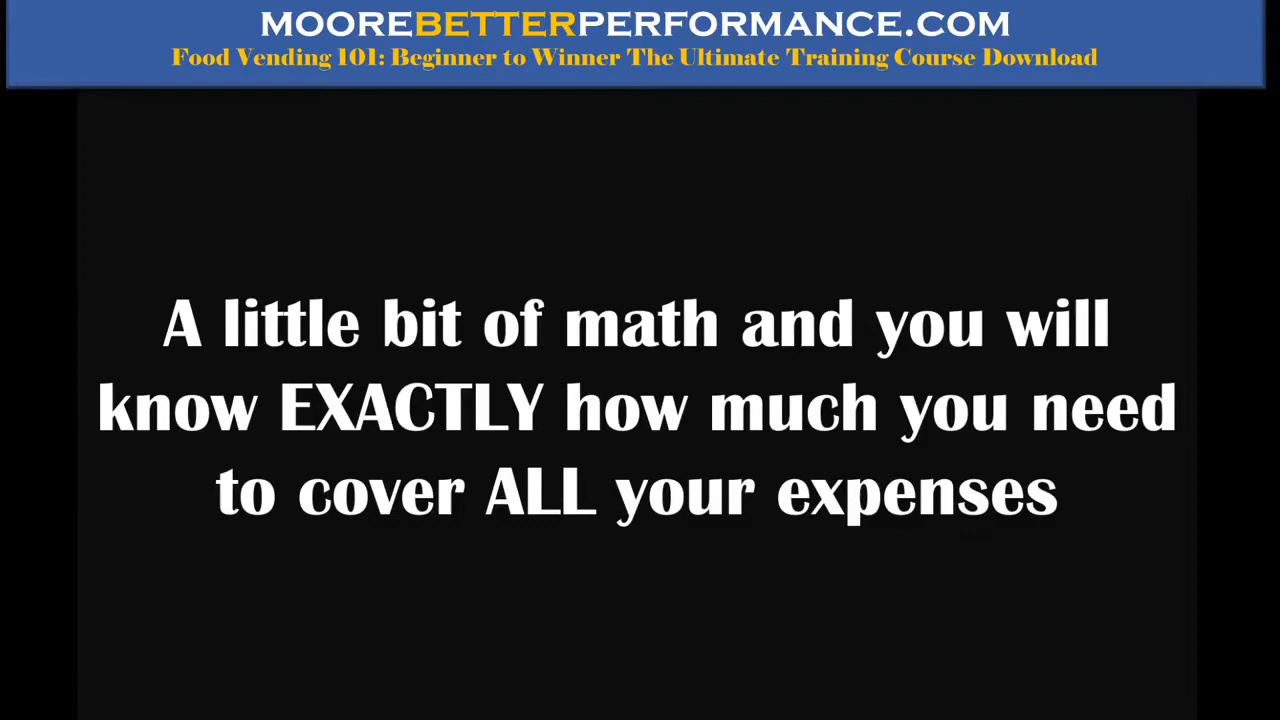 MOOREBETTERPERFORMANCE.COM
Food Vending 101: Beginner to Winner The Ultimate Training Course Download
A little bit of math and you will
know EXACTLY how much you need
to cover ALL your expenses